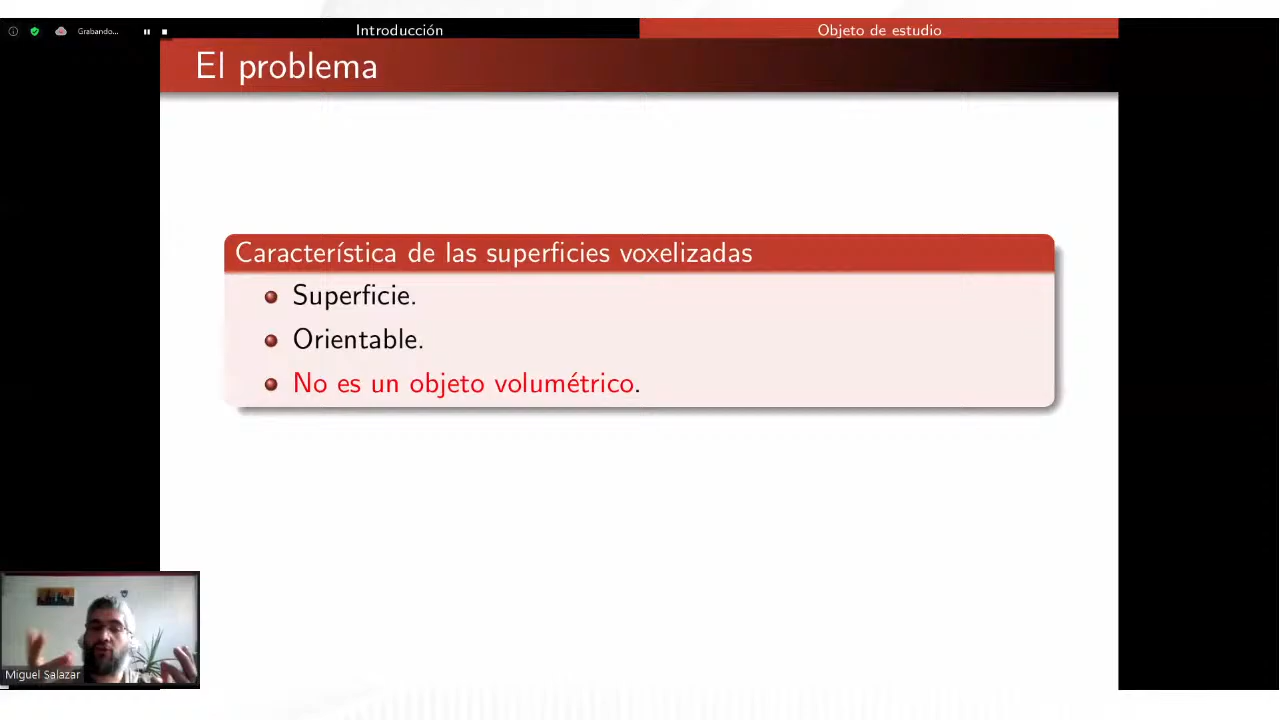 Grabando...
Introducción
Objeto de estudio
El problema
Característica de las superficies voxelizadas
Superficie.
Orientable.
No es un objeto volumétrico.
Miguel Salazar